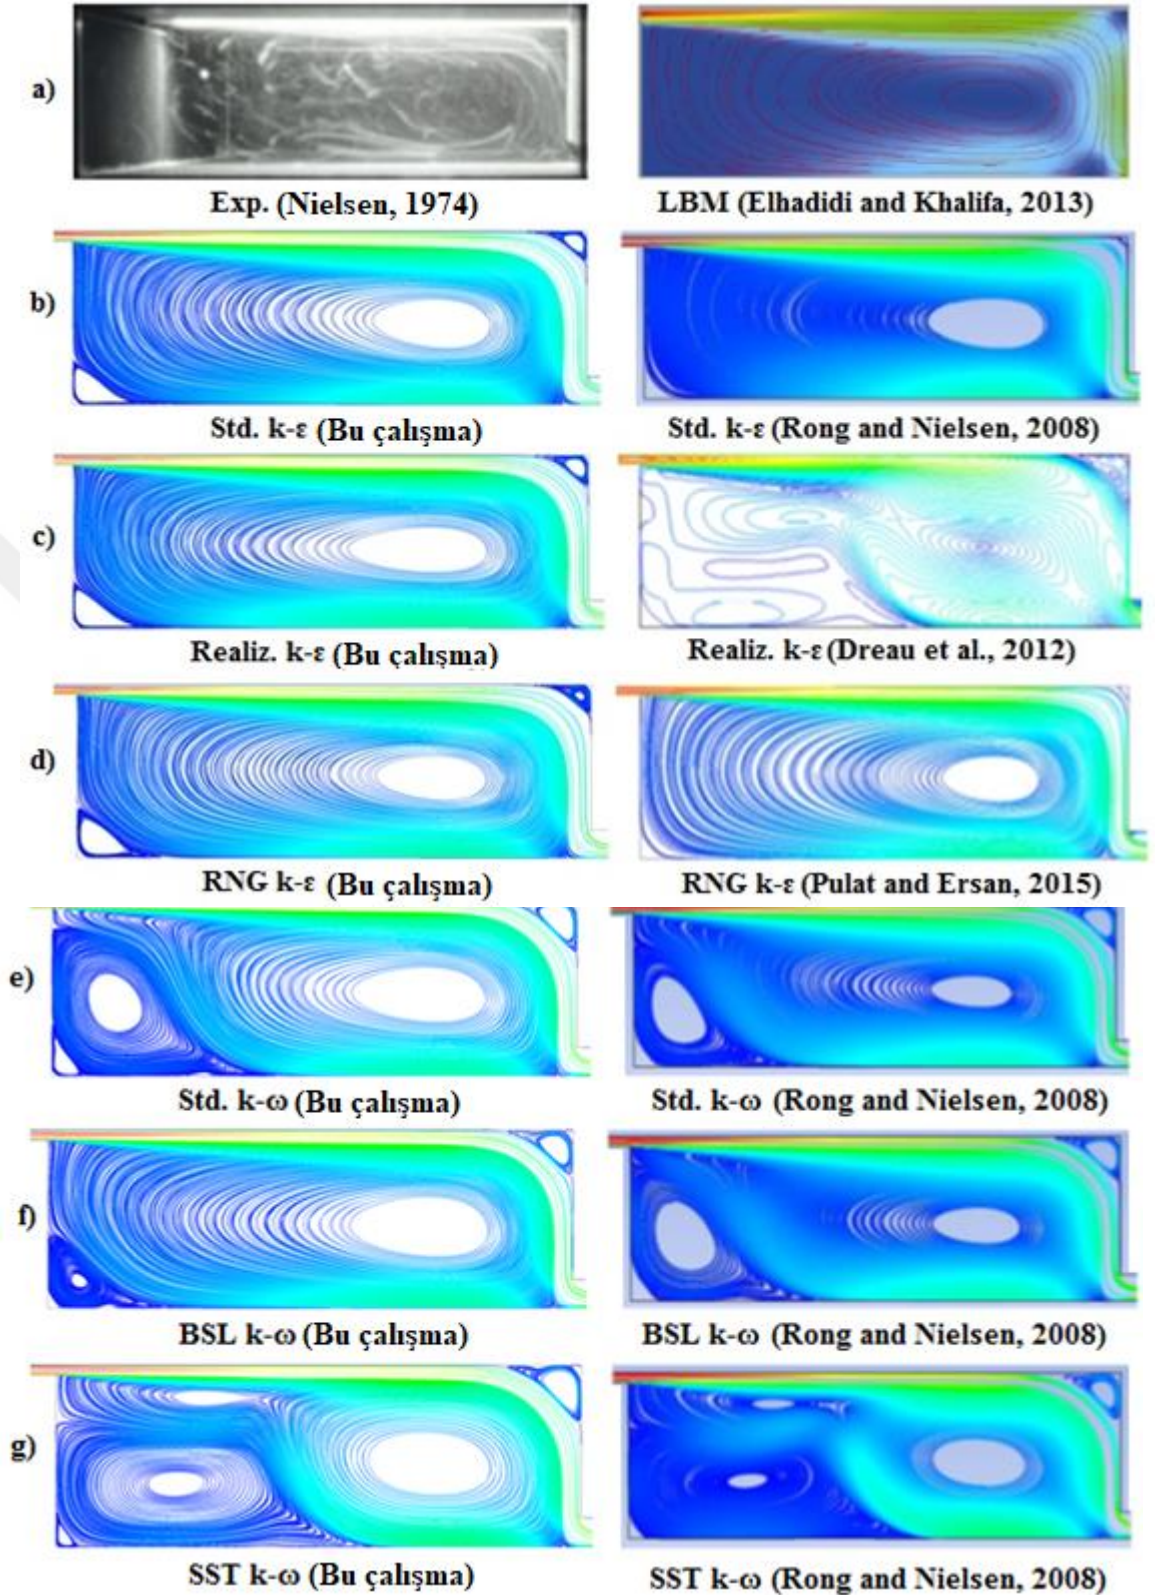 a)
Exp. (Nielsen, 1974) LBM (Elhadidi and Khalifa, 2013)
b)
Std. k-ε (Bu çalışma) Std. k-ε (Rong and Nielsen, 2008)
c)
Realiz. k-ε (Bu çalışma) Realiz. k-ε (Dreau et al., 2012)
d)
RNG k-ε (Bu çalışma) RNG k-ε (Pulat and Ersan, 2015)
e)
Std. k-ω (Bu çalışma) Std. k-ω (Rong and Nielsen, 2008)
f)
BSL k-ω (Bu çalışma) BSL k-ω (Rong and Nielsen, 2008)
g)
SST k-ω (Bu çalışma) SST k-ω (Rong and Nielsen, 2008)